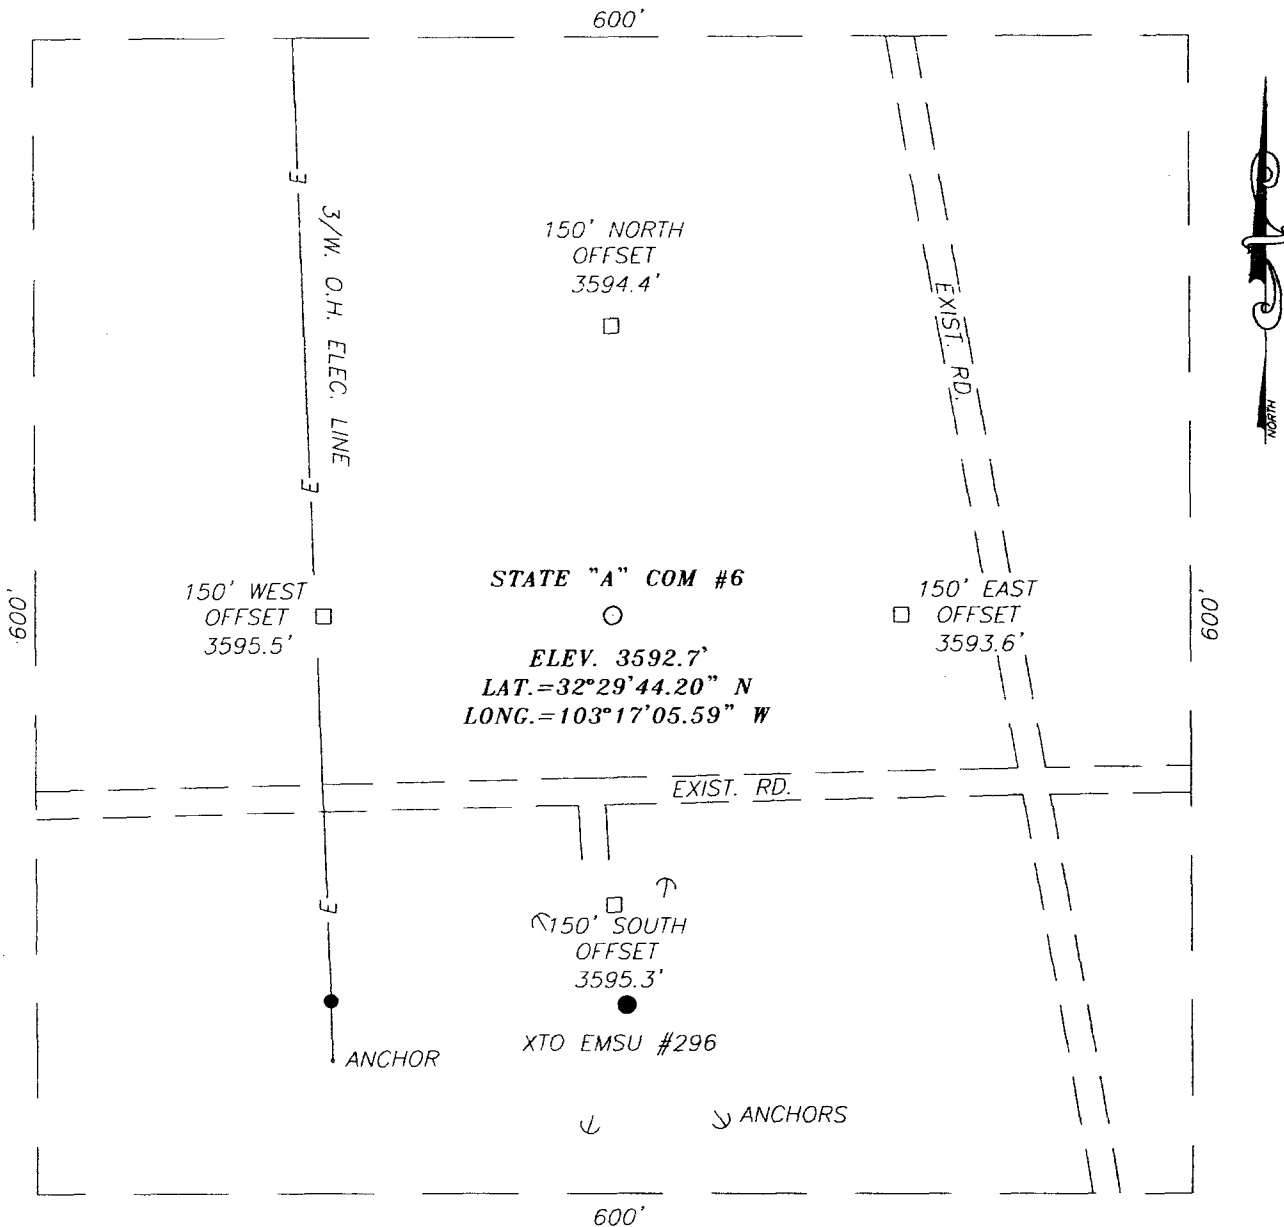 600'
E
3/W. O.H. ELEC. LINE
E
150' NORTH
OFFSET
3594.4'
EXIST. RD.
NORTH
600'
150' WEST
OFFSET
3595.5'
STATE "A" COM #6
ELEV. 3592.7'
LAT.=32°29'44.20" N
LONG.=103°17'05.59" W
150' EAST
OFFSET
3593.6'
600'
EXIST. RD.
E
150' SOUTH
OFFSET
3595.3'
XTO EMSU #296
ANCHOR
ANCHORS
600'